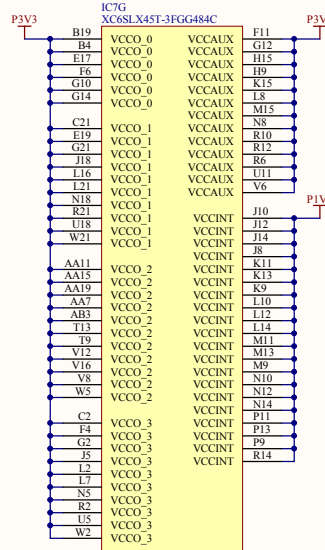 IC7G
P3V3 XC6SLX45T-3FGG484C P3V
B19 VCCO_0 VCCAUX F11
B4 VCCO_0 VCCAUX G12
E17 VCCO_0 VCCAUX H15
F6 VCCO_0 VCCAUX H9
G10 VCCO_0 VCCAUX K15
G14 VCCO_0 VCCAUX L8
VCCAUX M15
C21 VCCO_1 VCCAUX N8
E19 VCCO_1 VCCAUX R10
G21 VCCO_1 VCCAUX R12
J18 VCCO_1 VCCAUX R6
L16 VCCO_1 VCCAUX U11
L21 VCCO_1 VCCAUX V6
N18 VCCO_1 P1V
R21 VCCO_1 VCCINT J10
U18 VCCO_1 VCCINT J12
W21 VCCO_1 VCCINT J14
VCCINT J8
AA11 VCCO_2 VCCINT K11
AA15 VCCO_2 VCCINT K13
AA19 VCCO_2 VCCINT K9
AA7 VCCO_2 VCCINT L10
AB3 VCCO_2 VCCINT L12
T13 VCCO_2 VCCINT L14
T9 VCCO_2 VCCINT M11
V12 VCCO_2 VCCINT M13
V16 VCCO_2 VCCINT M9
V8 VCCO_2 VCCINT N10
W5 VCCO_2 VCCINT N12
VCCINT N14
C2 VCCO_3 VCCINT P11
F4 VCCO_3 VCCINT P13
G2 VCCO_3 VCCINT P9
J5 VCCO_3 VCCINT R14
L2 VCCO_3
L7 VCCO_3
N5 VCCO_3
R2 VCCO_3
U5 VCCO_3
W2 VCCO_3